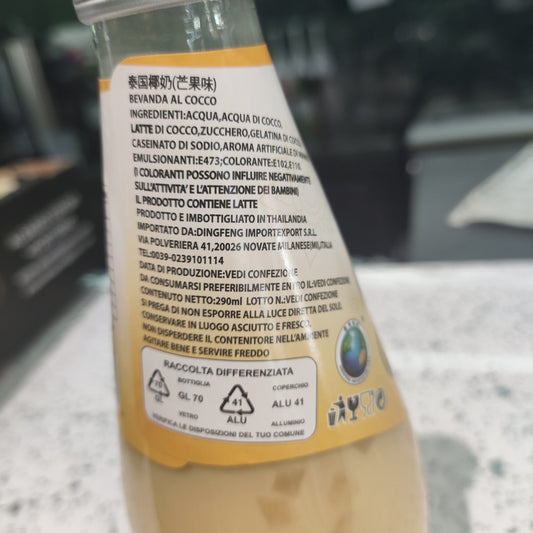 泰国椰奶(芒果味)
BEVANDA AL COCCO
INGREDIENTI:ACQUA,ACQUA DI COCCO,
LATTE DI COCCO,ZUCCHERO,GELATINA DI COCCO,
CASEINATO DI SODIO,AROMA ARTIFICIALE DI
EMULSIONANTI:E473;COLORANTE:E102,E110
(I COLORANTI POSSONO INFLUIRE NEGATIVAMENTE
SULL'ATTIVITA' E L'ATTENZIONE DEI BAMBINI)
IL PRODOTTO CONTIENE LATTE
PRODOTTO E IMBOTTIGLIATO IN THAILANDIA
IMPORTATO DA:DINGFENG IMPORTEXPORT S.R.L.
VIA POLVERIERA 41,20026 NOVATE MILANESE(MI),ITALIA
TEL:0039-0239101114
DATA DI PRODUZIONE:VEDI CONFEZIONE
DA CONSUMARSI PREFERIBILMENTE ENTRO IL:VEDI CONFEZIONE
CONTENUTO NETTO:290ml LOTTO N.:VEDI CONFEZIONE
SI PREGA DI NON ESPORRE ALLA LUCE DIRETTA DEL SOLE,
CONSERVARE IN LUOGO ASCIUTTO E FRESCO,
NON DISPERDERE IL CONTENITORE NELL'AMBIENTE
AGITARE BENE E SERVIRE FREDDO
RACCOLTA DIFFERENZIATA
BOTTIGLIA COPERCHIO
70 GL GL 70 41 ALU ALU 41
VETRO ALLUMINIO
VERIFICA LE DISPOSIZIONI DEL TUO COMUNE